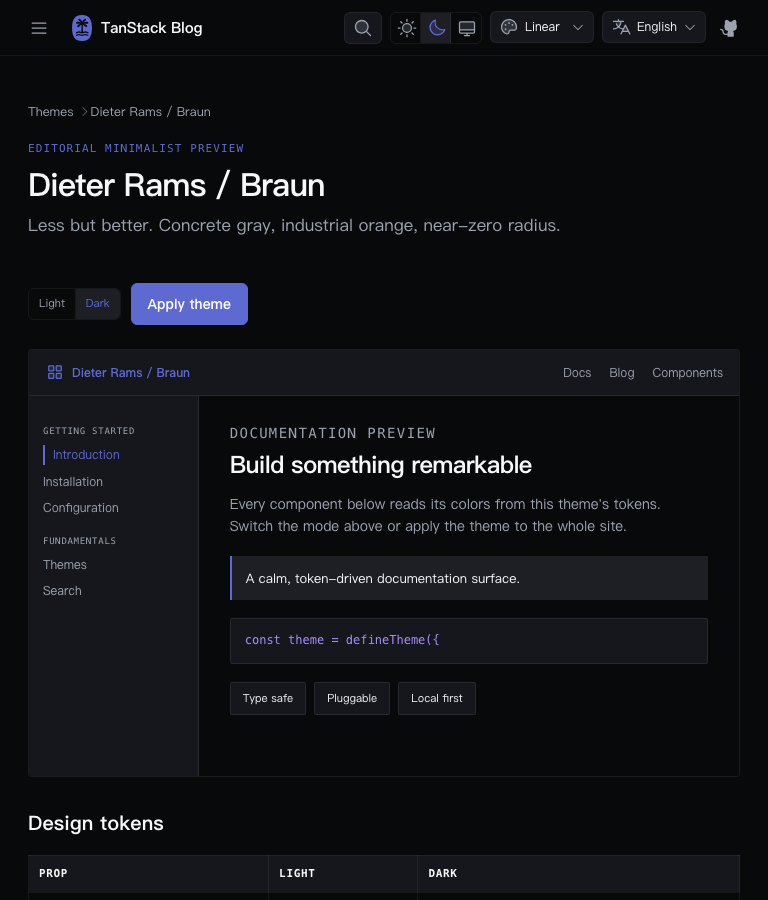 TanStack Blog
Linear
English
Themes
Dieter Rams / Braun
EDITORIAL MINIMALIST PREVIEW
Dieter Rams / Braun
Less but better. Concrete gray, industrial orange, near-zero radius.
Light
Dark
Apply theme
Dieter Rams / Braun
Docs
Blog
Components
GETTING STARTED
Introduction
Installation
Configuration
FUNDAMENTALS
Themes
Search
DOCUMENTATION PREVIEW
Build something remarkable
Every component below reads its colors from this theme's tokens.
Switch the mode above or apply the theme to the whole site.
A calm, token-driven documentation surface.
const theme = defineTheme({
Type safe
Pluggable
Local first
Design tokens
PROP
LIGHT
DARK